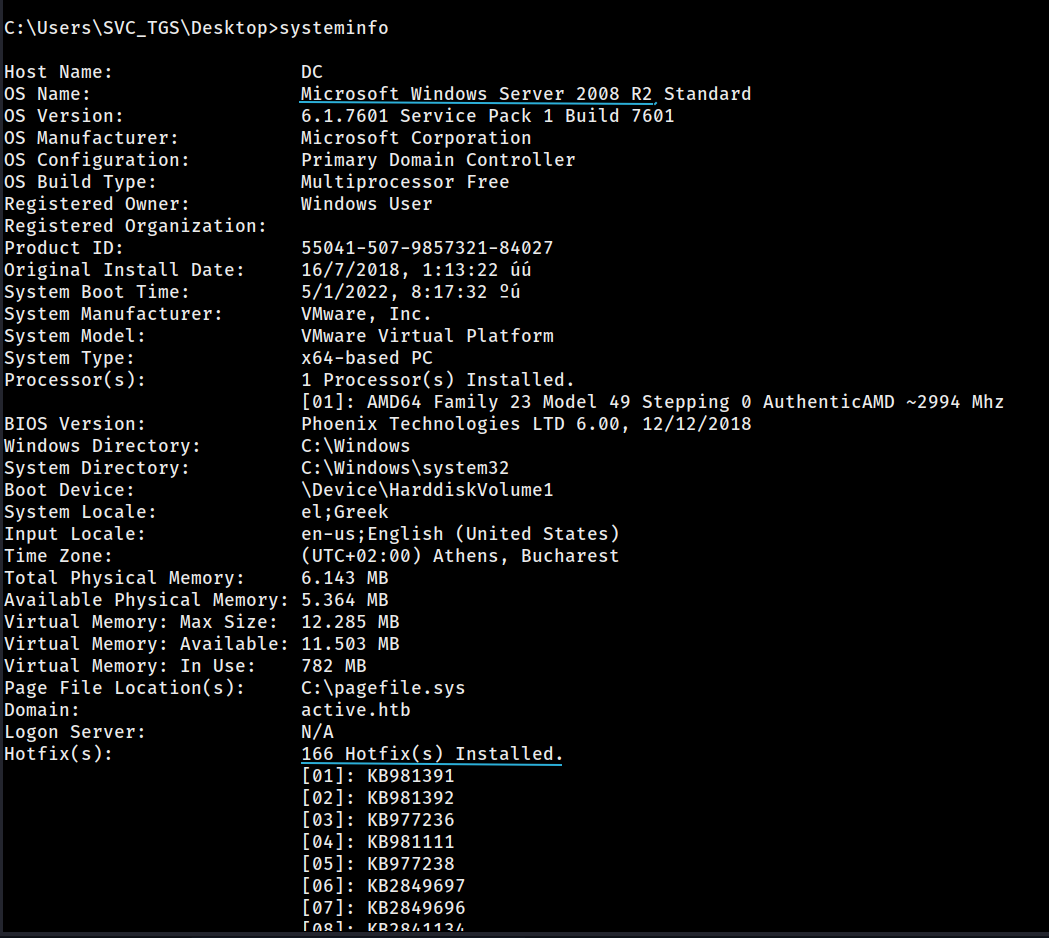 C:\Users\SVC_TGS\Desktop>systeminfo
Host Name: DC
OS Name: Microsoft Windows Server 2008 R2 Standard
OS Version: 6.1.7601 Service Pack 1 Build 7601
OS Manufacturer: Microsoft Corporation
OS Configuration: Primary Domain Controller
OS Build Type: Multiprocessor Free
Registered Owner: Windows User
Registered Organization:
Product ID: 55041-507-9857321-84027
Original Install Date: 16/7/2018, 1:13:22 úú
System Boot Time: 5/1/2022, 8:17:32 ºú
System Manufacturer: VMware, Inc.
System Model: VMware Virtual Platform
System Type: x64-based PC
Processor(s): 1 Processor(s) Installed.
[01]: AMD64 Family 23 Model 49 Stepping 0 AuthenticAMD ~2994 Mhz
BIOS Version: Phoenix Technologies LTD 6.00, 12/12/2018
Windows Directory: C:\Windows
System Directory: C:\Windows\system32
Boot Device: \Device\HarddiskVolume1
System Locale: el;Greek
Input Locale: en-us;English (United States)
Time Zone: (UTC+02:00) Athens, Bucharest
Total Physical Memory: 6.143 MB
Available Physical Memory: 5.364 MB
Virtual Memory: Max Size: 12.285 MB
Virtual Memory: Available: 11.503 MB
Virtual Memory: In Use: 782 MB
Page File Location(s): C:\pagefile.sys
Domain: active.htb
Logon Server: N/A
Hotfix(s): 166 Hotfix(s) Installed.
[01]: KB981391
[02]: KB981392
[03]: KB977236
[04]: KB981111
[05]: KB977238
[06]: KB2849697
[07]: KB2849696
[08]: KB2841134